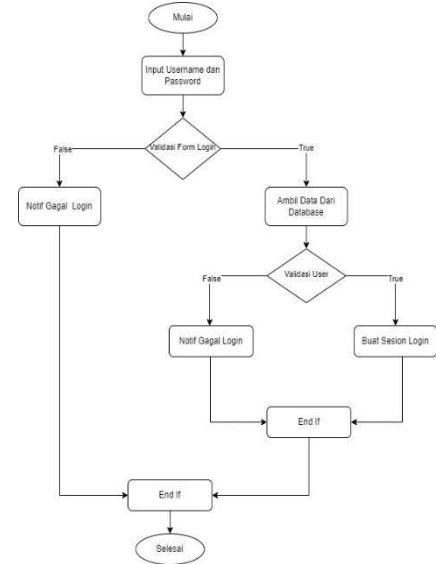 Mulai
Input Username dan
Password
Validasi Form Login
False
True
Notif Gagal Login
Ambil Data Dari
Database
Validasi User
False
True
Notif Gagal Login
Buat Sesion Login
End If
End If
Selesai